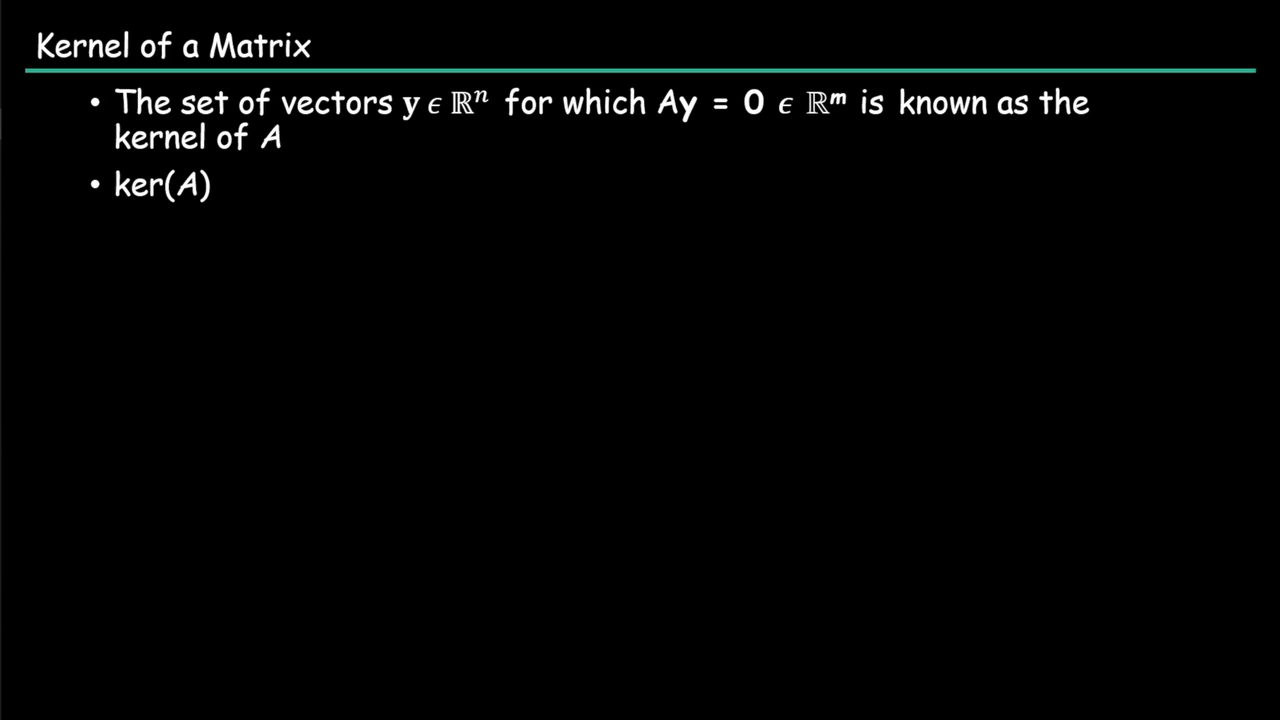 Kernel of a Matrix
• The set of vectors y ϵ ℝⁿ for which Ay = 0 ϵ ℝᵐ is known as the
kernel of A
• ker(A)